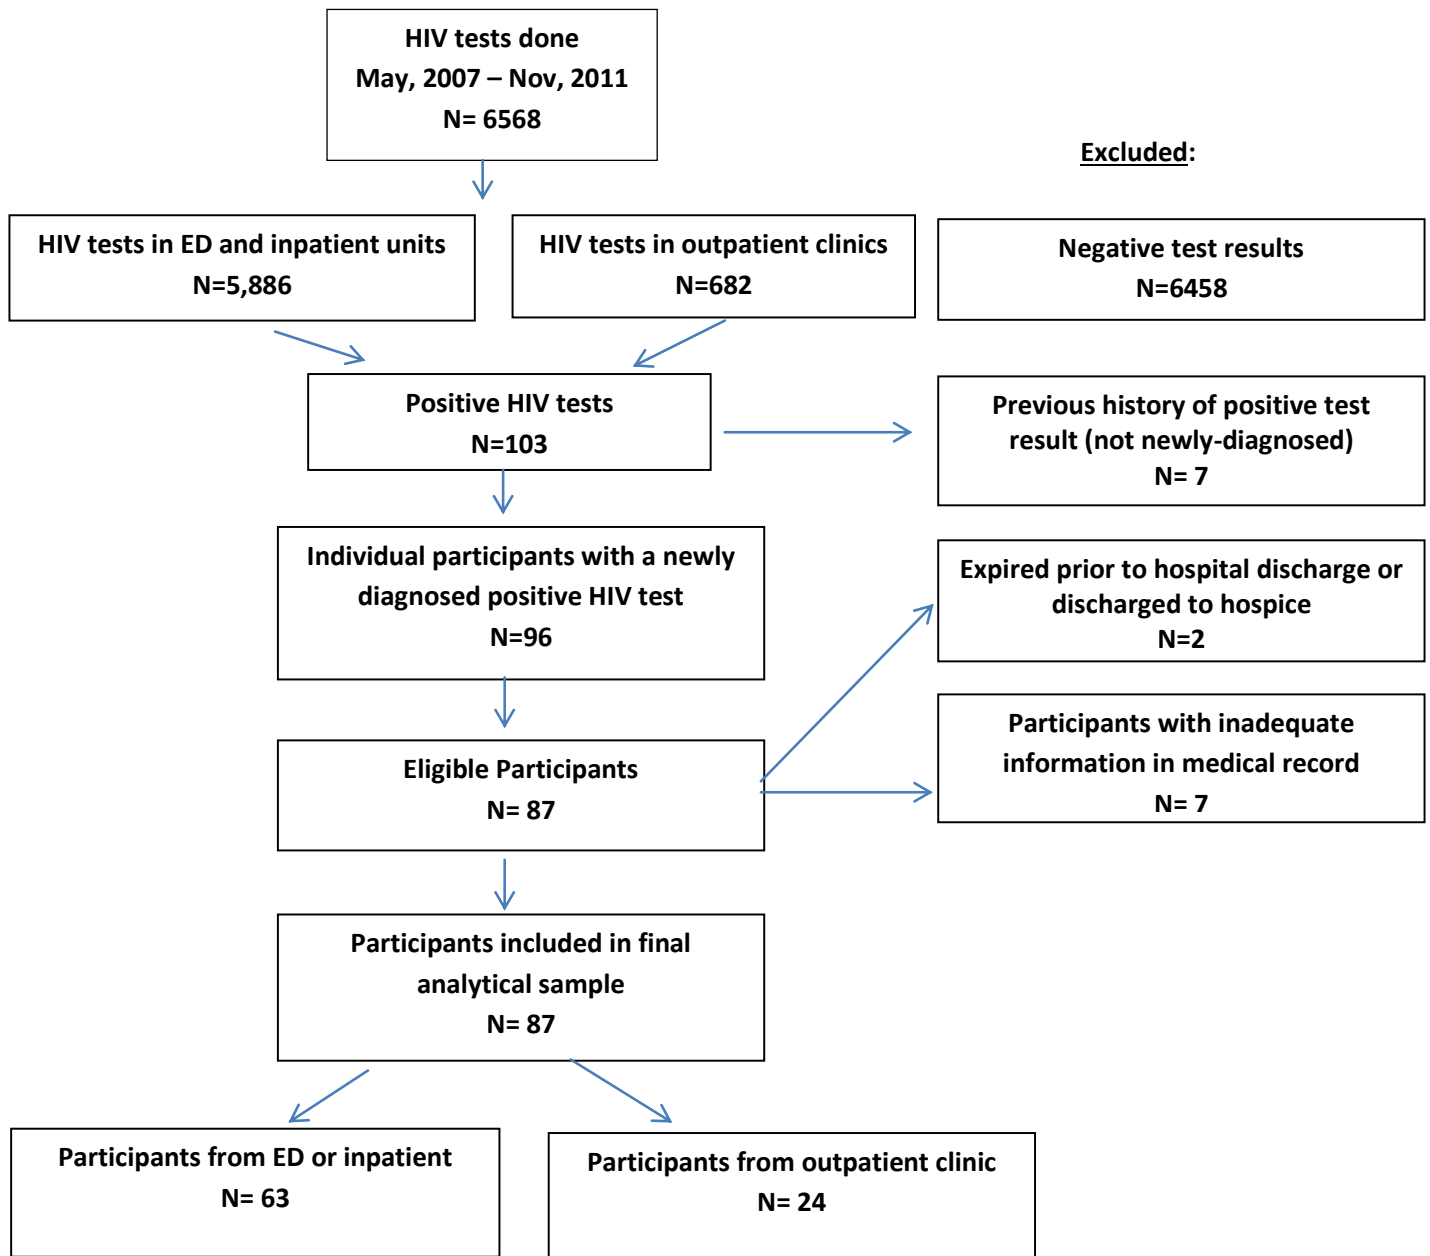 HIV tests done
May, 2007 – Nov, 2011
N= 6568
Excluded:
HIV tests in ED and inpatient units
N=5,886
HIV tests in outpatient clinics
N=682
Negative test results
N=6458
Positive HIV tests
N=103
Previous history of positive test
result (not newly-diagnosed)
N= 7
Individual participants with a newly
diagnosed positive HIV test
N=96
Expired prior to hospital discharge or
discharged to hospice
N=2
Participants with inadequate
information in medical record
N= 7
Eligible Participants
N= 87
Participants included in final
analytical sample
N= 87
Participants from ED or inpatient
N= 63
Participants from outpatient clinic
N= 24